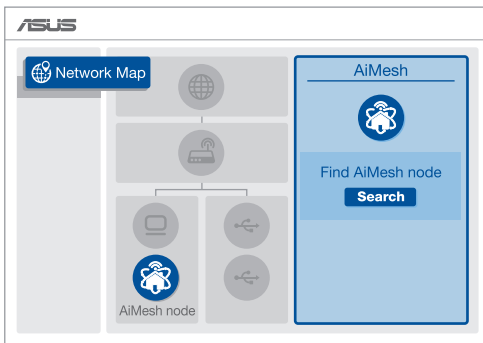 ASUS
Network Map
AiMesh
Find AiMesh node
Search
AiMesh node